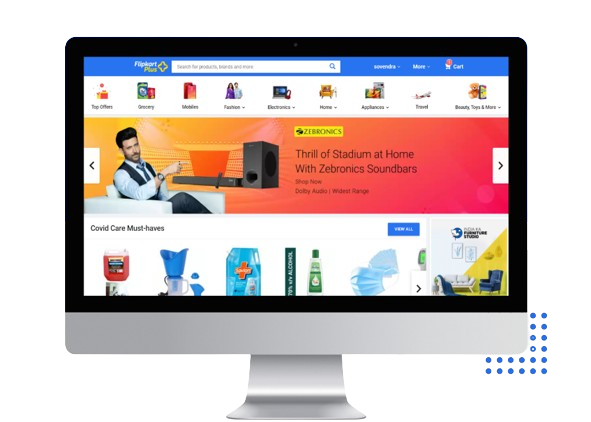 Flipkart
Plus
Search for products, brands and more
sovendra
More
Cart
Top Offers
Grocery
Mobiles
Fashion
Electronics
Home
Appliances
Travel
Beauty, Toys & More
ZEBRONICS
Thrill of Stadium at Home
With Zebronics Soundbars
Shop Now
Dolby Audio | Widest Range
Covid Care Must-haves
VIEW ALL
FURNITURE
STUDIO
70% v/v ALCOHOL